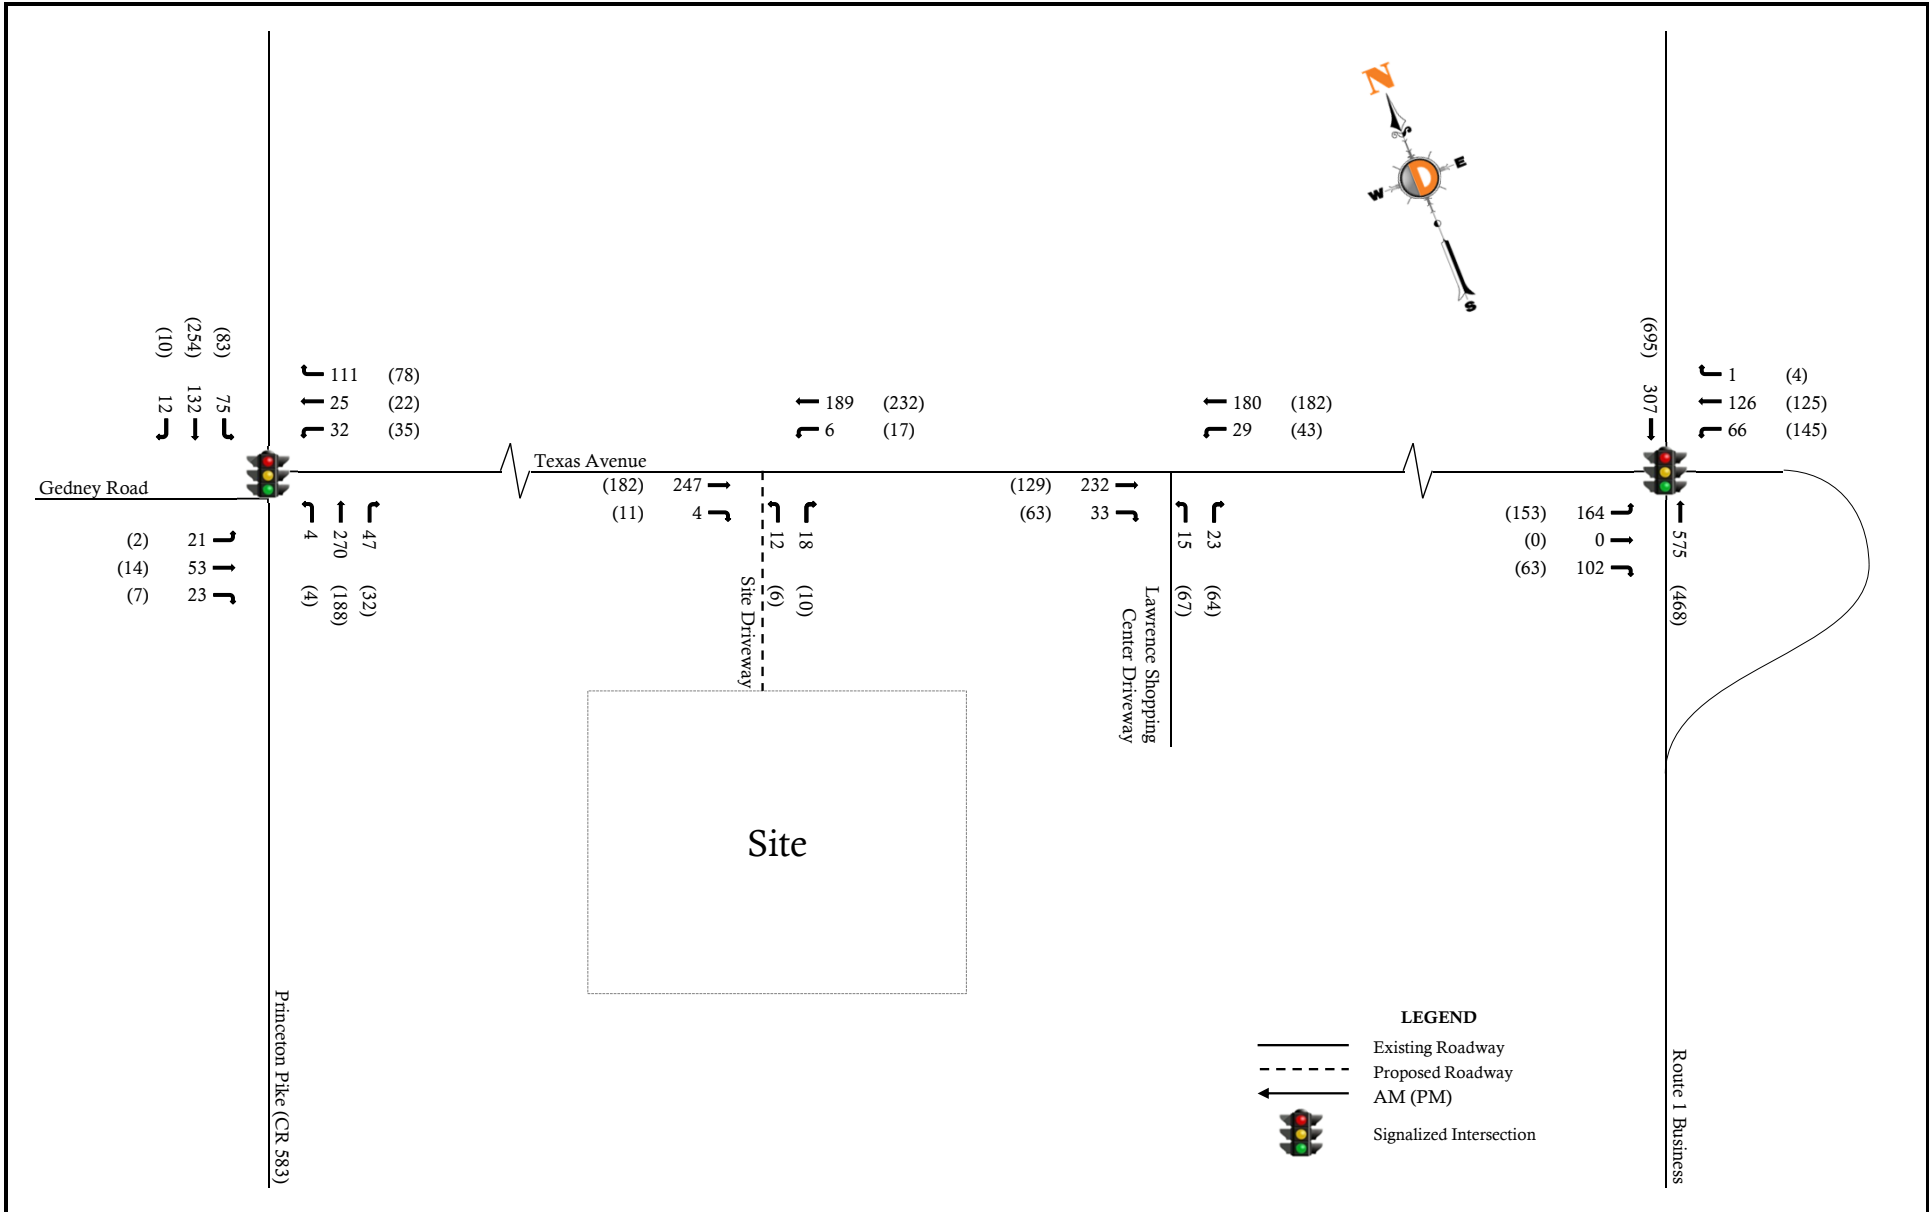 N
E
W
D
S
(10) (254) (83)
12 132 75
111 (78)
25 (22)
32 (35)
189 (232)
6 (17)
180 (182)
29 (43)
(695)
307
1 (4)
126 (125)
66 (145)
Gedney Road
Texas Avenue
(2) 21
(14) 53
(7) 23
4 270 47
(4) (188) (32)
(182) 247
(11) 4
12 18
(6) (10)
Site Driveway
(129) 232
(63) 33
15 23
(67) (64)
Lawrence Shopping
Center Driveway
(153) 164
(0) 0
(63) 102
575
(468)
Site
Princeton Pike (CR 583)
Route 1 Business
LEGEND
Existing Roadway
Proposed Roadway
AM (PM)
Signalized Intersection